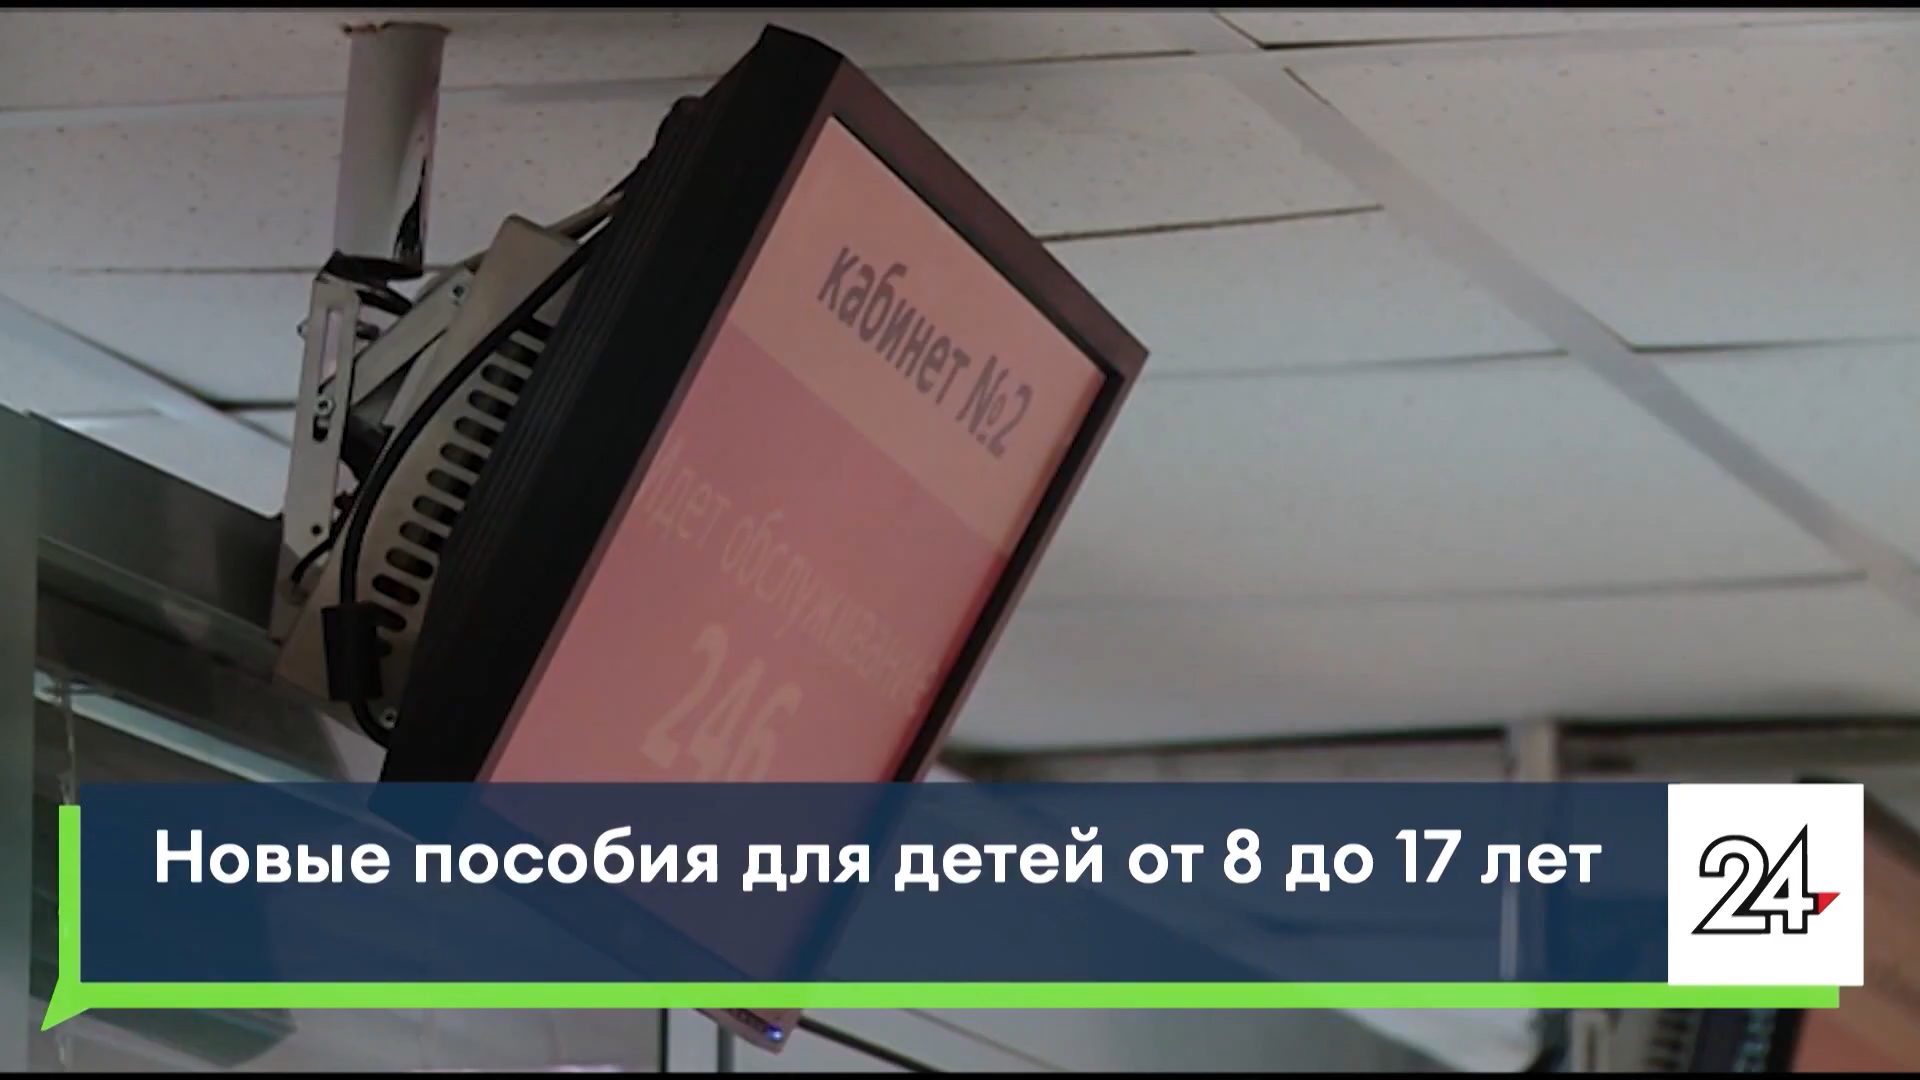 кабинет №2
Идет обслуживание
246
Новые пособия для детей от 8 до 17 лет
24